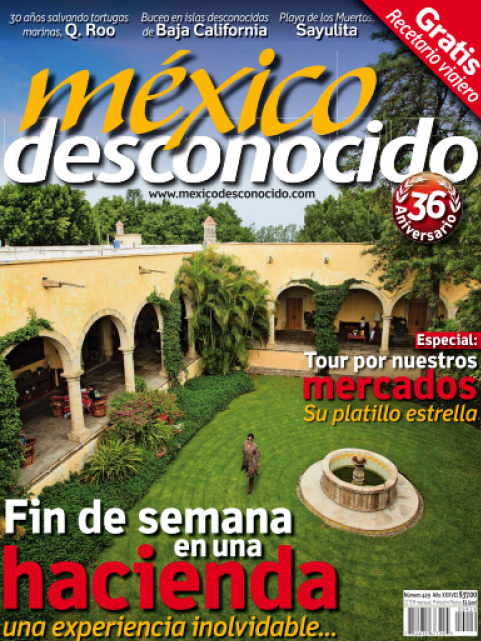 30 años salvando tortugas
marinas, Q. Roo
Buceo en islas desconocidas
de Baja California
Playa de los Muertos,
Sayulita
Gratis
Recetario viajero
méxico
desconocido
www.mexicodesconocido.com
36
Aniversario
Especial:
Tour por nuestros
mercados
Su platillo estrella
Fin de semana
en una
hacienda
una experiencia inolvidable...